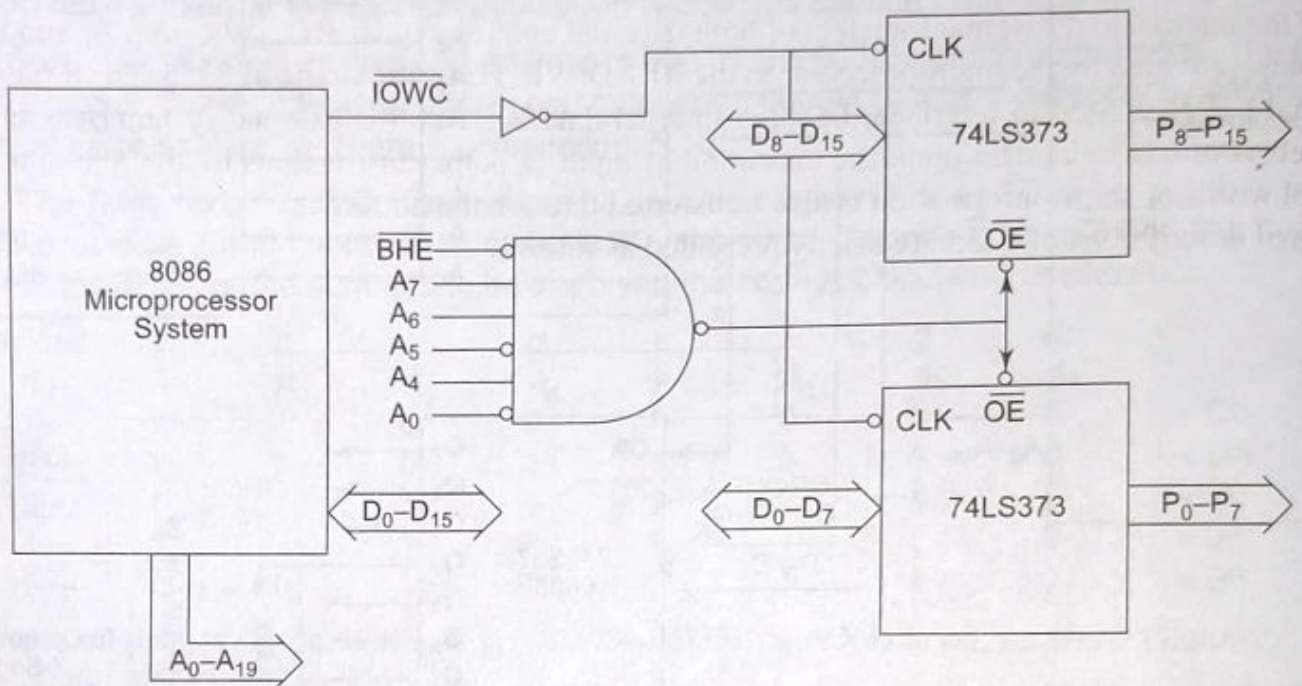 8086
Microprocessor
System
IOWC
BHE
A7
A6
A5
A4
A0
D0–D15
A0–A19
CLK
D8–D15
74LS373
P8–P15
OE
OE
CLK
D0–D7
74LS373
P0–P7